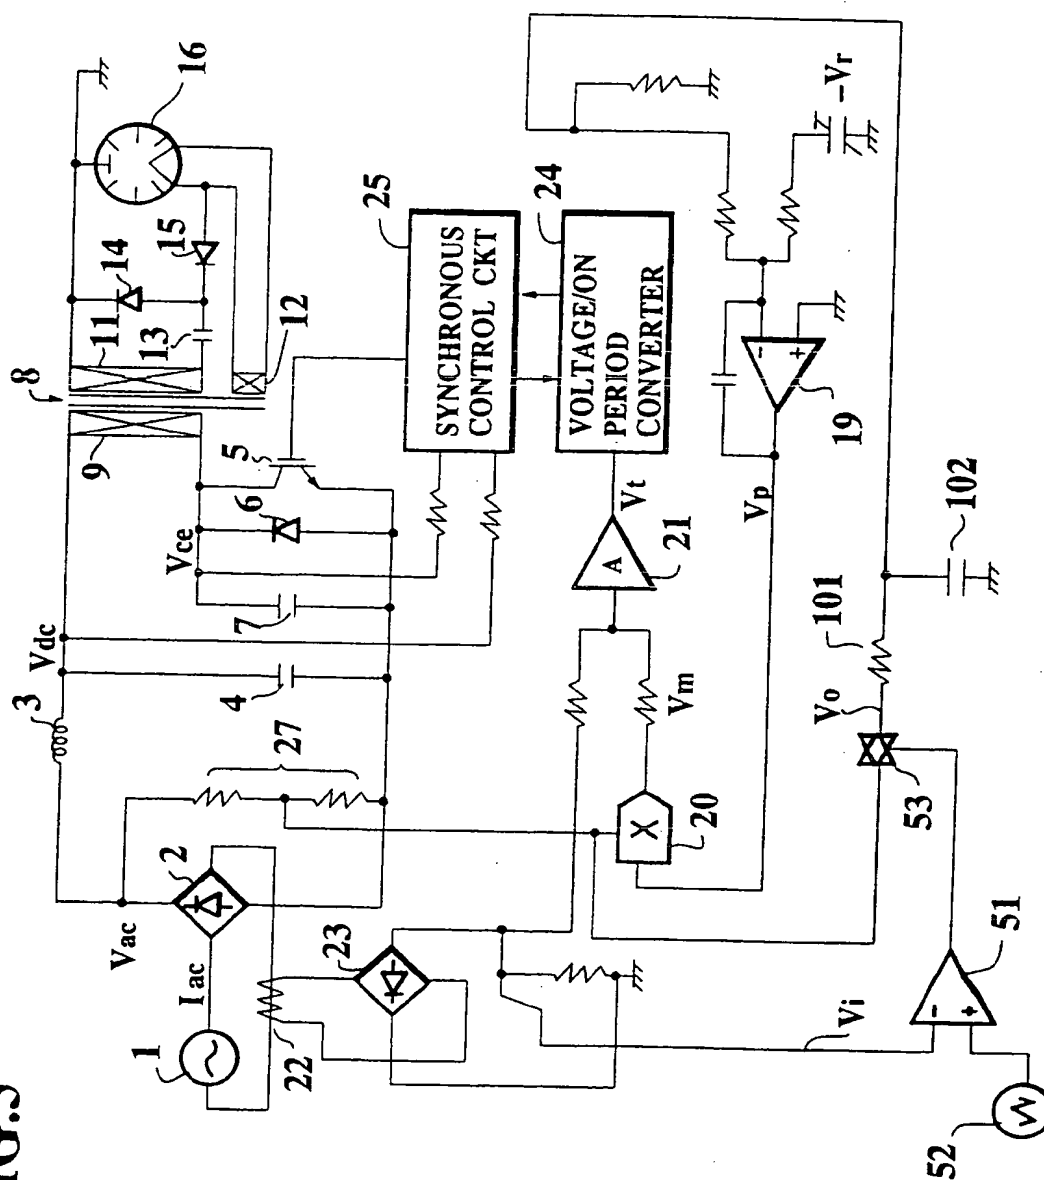 8
16
11
14
15
13
12
9
3
Vdc
Vce
5
6
7
4
27
Vac
2
Iac
1
22
23
25
SYNCHRONOUS
CONTROL CKT
24
VOLTAGE/ON
PERIOD
CONVERTER
Vt
A
21
Vm
X
20
-Vr
-
+
19
Vp
102
101
Vo
53
51
-
+
Vi
52